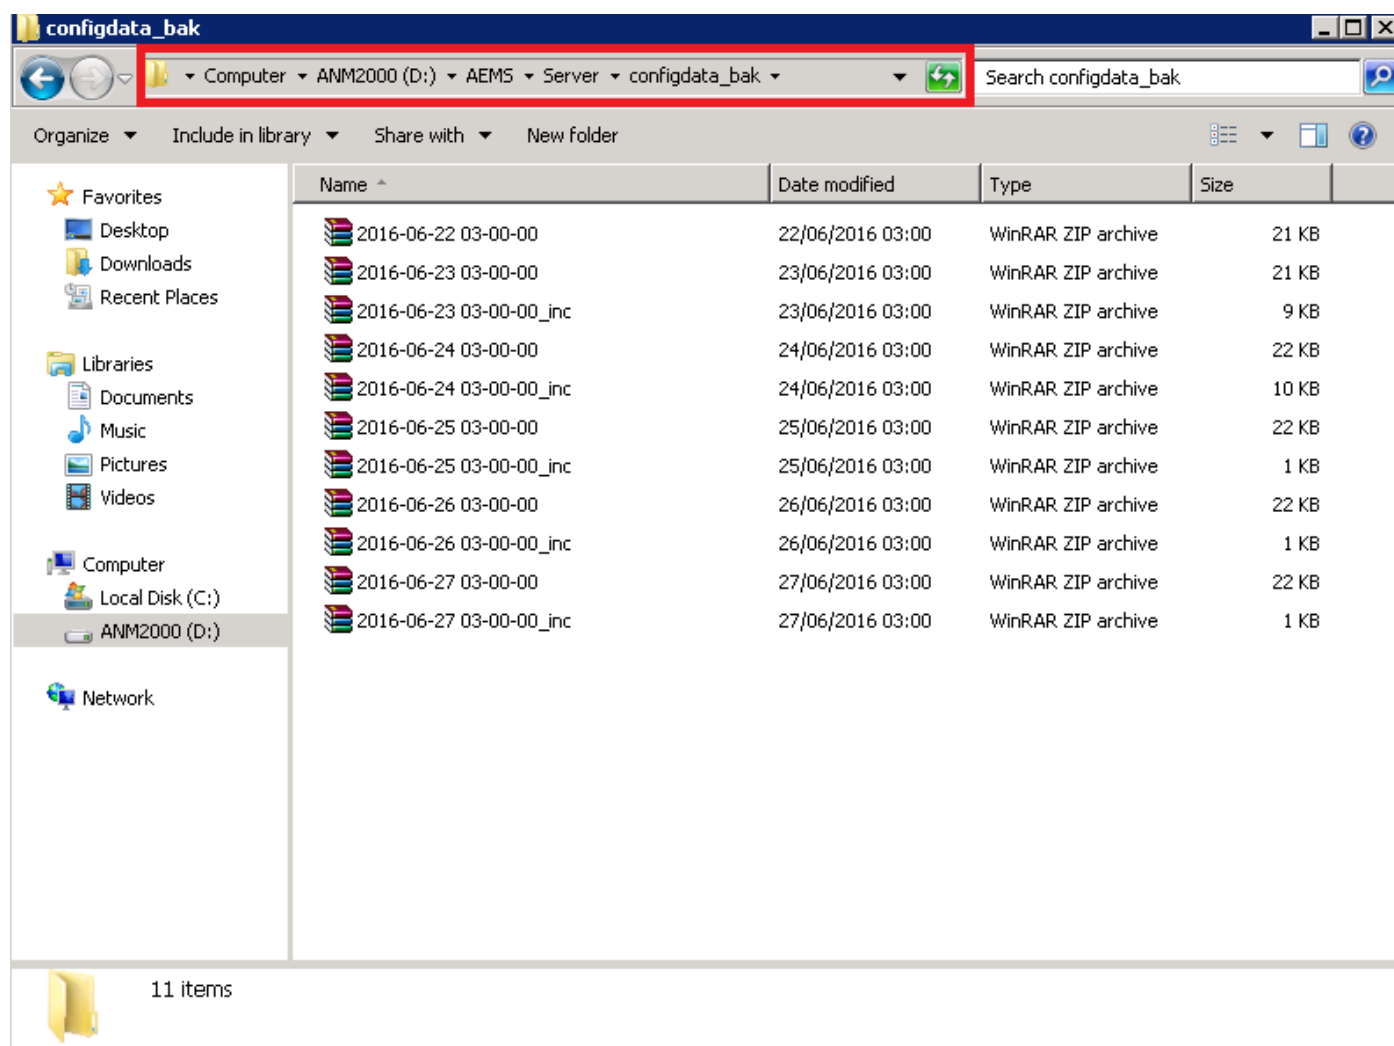 configdata_bak
Computer ANM2000 (D:) AEMS Server configdata_bak
Search configdata_bak
Organize Include in library Share with New folder
Favorites
Desktop
Downloads
Recent Places
Libraries
Documents
Music
Pictures
Videos
Computer
Local Disk (C:)
ANM2000 (D:)
Network
Name Date modified Type Size
2016-06-22 03-00-00 22/06/2016 03:00 WinRAR ZIP archive 21 KB
2016-06-23 03-00-00 23/06/2016 03:00 WinRAR ZIP archive 21 KB
2016-06-23 03-00-00_inc 23/06/2016 03:00 WinRAR ZIP archive 9 KB
2016-06-24 03-00-00 24/06/2016 03:00 WinRAR ZIP archive 22 KB
2016-06-24 03-00-00_inc 24/06/2016 03:00 WinRAR ZIP archive 10 KB
2016-06-25 03-00-00 25/06/2016 03:00 WinRAR ZIP archive 22 KB
2016-06-25 03-00-00_inc 25/06/2016 03:00 WinRAR ZIP archive 1 KB
2016-06-26 03-00-00 26/06/2016 03:00 WinRAR ZIP archive 22 KB
2016-06-26 03-00-00_inc 26/06/2016 03:00 WinRAR ZIP archive 1 KB
2016-06-27 03-00-00 27/06/2016 03:00 WinRAR ZIP archive 22 KB
2016-06-27 03-00-00_inc 27/06/2016 03:00 WinRAR ZIP archive 1 KB
11 items